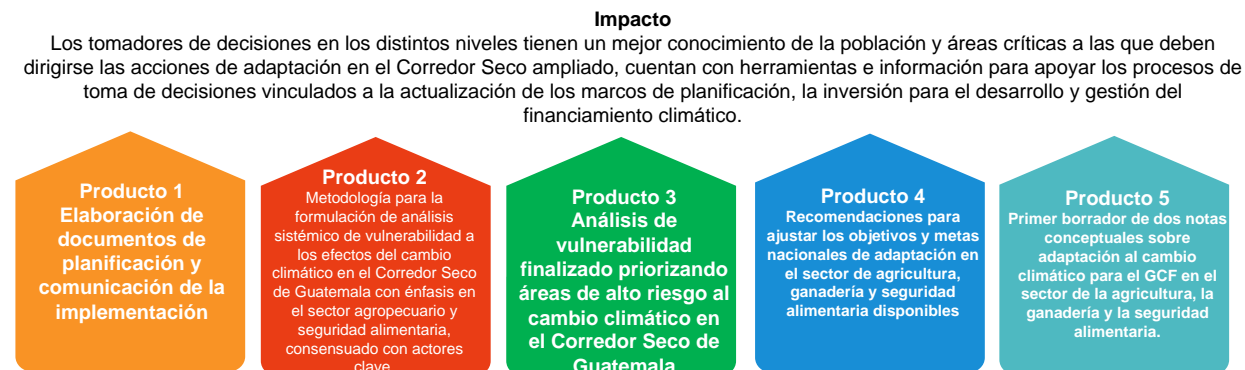 Impacto
Los tomadores de decisiones en los distintos niveles tienen un mejor conocimiento de la población y áreas críticas a las que deben
dirigirse las acciones de adaptación en el Corredor Seco ampliado, cuentan con herramientas e información para apoyar los procesos de
toma de decisiones vinculados a la actualización de los marcos de planificación, la inversión para el desarrollo y gestión del
financiamiento climático.
Producto 1
Elaboración de
documentos de
planificación y
comunicación de la
implementación
Producto 2
Metodología para la
formulación de análisis
sistémico de vulnerabilidad a
los efectos del cambio
climático en el Corredor Seco
de Guatemala con énfasis en
el sector agropecuario y
seguridad alimentaria,
consensuado con actores
clave
Producto 3
Análisis de
vulnerabilidad
finalizado priorizando
áreas de alto riesgo al
cambio climático en
el Corredor Seco de
Guatemala
Producto 4
Recomendaciones para
ajustar los objetivos y metas
nacionales de adaptación en
el sector de agricultura,
ganadería y seguridad
alimentaria disponibles
Producto 5
Primer borrador de dos notas
conceptuales sobre
adaptación al cambio
climático para el GCF en el
sector de la agricultura, la
ganadería y la seguridad
alimentaria.